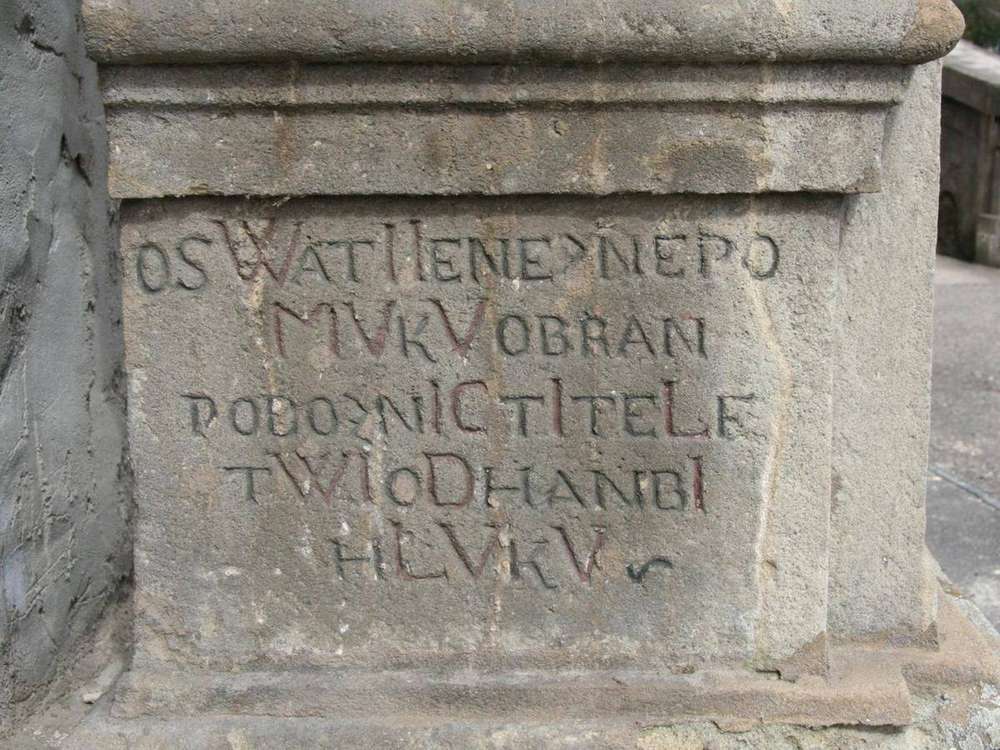 OSWATIIENE>NEPO
MVKVOBRAN
PODO>NICTITELE
TWIODHANBI
HLVKV